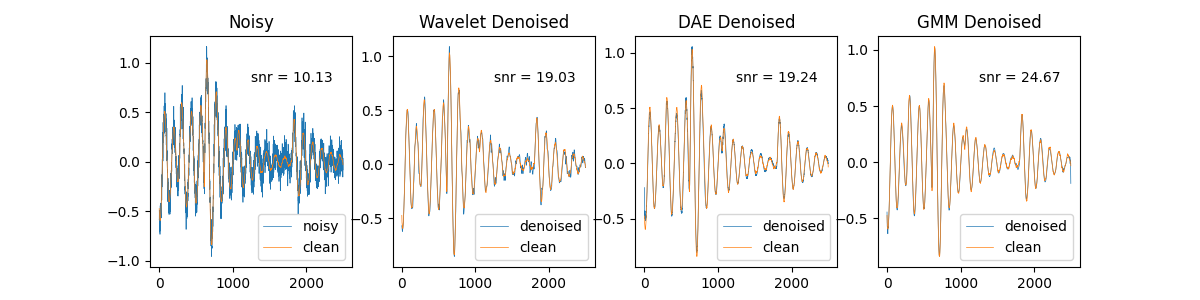 Noisy
1.0
0.5
0.0
−0.5
−1.0
snr = 10.13
noisy
clean
0 1000 2000
Wavelet Denoised
1.0
0.5
0.0
−0.5
snr = 19.03
denoised
clean
0 1000 2000
DAE Denoised
1.0
0.5
0.0
−0.5
snr = 19.24
denoised
clean
0 1000 2000
GMM Denoised
1.0
0.5
0.0
−0.5
snr = 24.67
denoised
clean
0 1000 2000